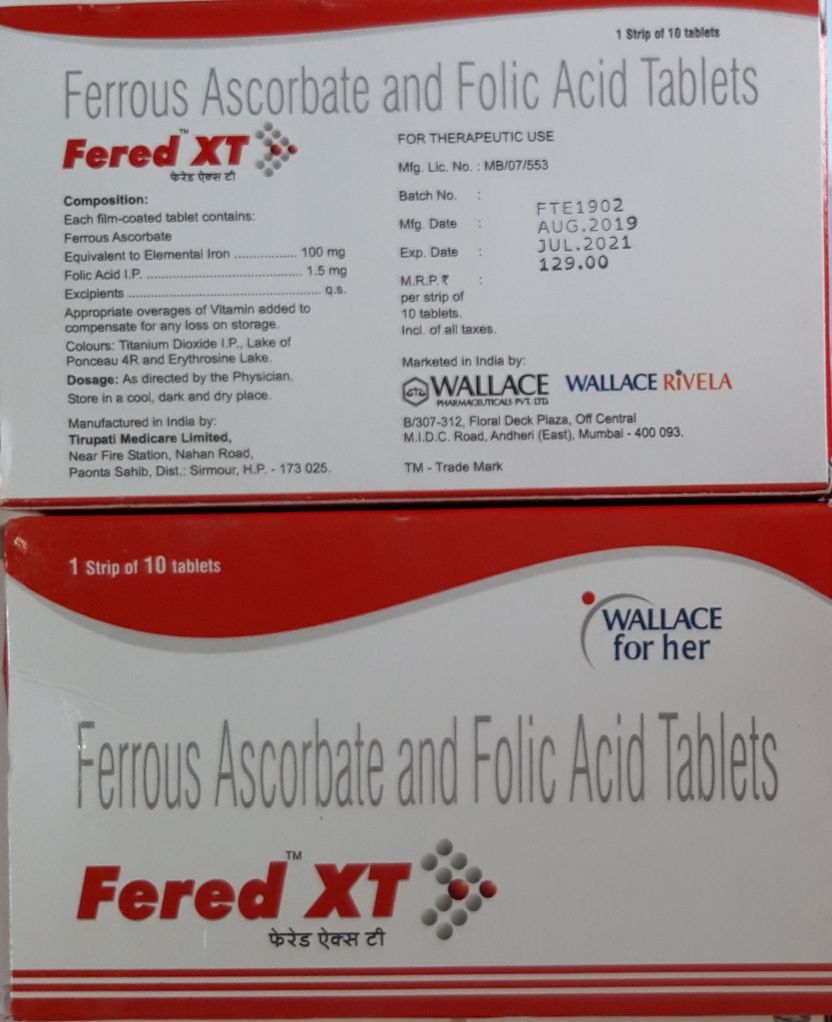 1 Strip of 10 tablets
Ferrous Ascorbate and Folic Acid Tablets
Fered™ XT
फेरेड ऐक्स टी
Composition:
Each film-coated tablet contains:
Ferrous Ascorbate
Equivalent to Elemental Iron ................. 100 mg
Folic Acid I.P. .......................................... 1.5 mg
Excipients .................................................... q.s.
Appropriate overages of Vitamin added to
compensate for any loss on storage.
Colours: Titanium Dioxide I.P., Lake of
Ponceau 4R and Erythrosine Lake.
Dosage: As directed by the Physician.
Store in a cool, dark and dry place.
Manufactured in India by:
Tirupati Medicare Limited,
Near Fire Station, Nahan Road,
Paonta Sahib, Dist.: Sirmour, H.P. - 173 025.
FOR THERAPEUTIC USE
Mfg. Lic. No. : MB/07/553
Batch No. : FTE1902
Mfg. Date : AUG.2019
Exp. Date : JUL.2021
M.R.P. ₹ : 129.00
per strip of
10 tablets.
Incl. of all taxes.
Marketed in India by:
WALLACE
PHARMACEUTICALS PVT. LTD.
WALLACE RiVELA
B/307-312, Floral Deck Plaza, Off Central
M.I.D.C. Road, Andheri (East), Mumbai - 400 093.
TM - Trade Mark
1 Strip of 10 tablets
WALLACE
for her
Ferrous Ascorbate and Folic Acid Tablets
Fered™ XT
फेरेड ऐक्स टी